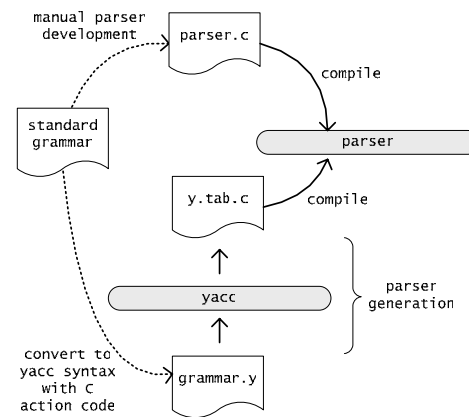 manual parser
development
parser.c
compile
standard
grammar
parser
y.tab.c
compile
parser
generation
yacc
convert to
yacc syntax
with C
action code
grammar.y